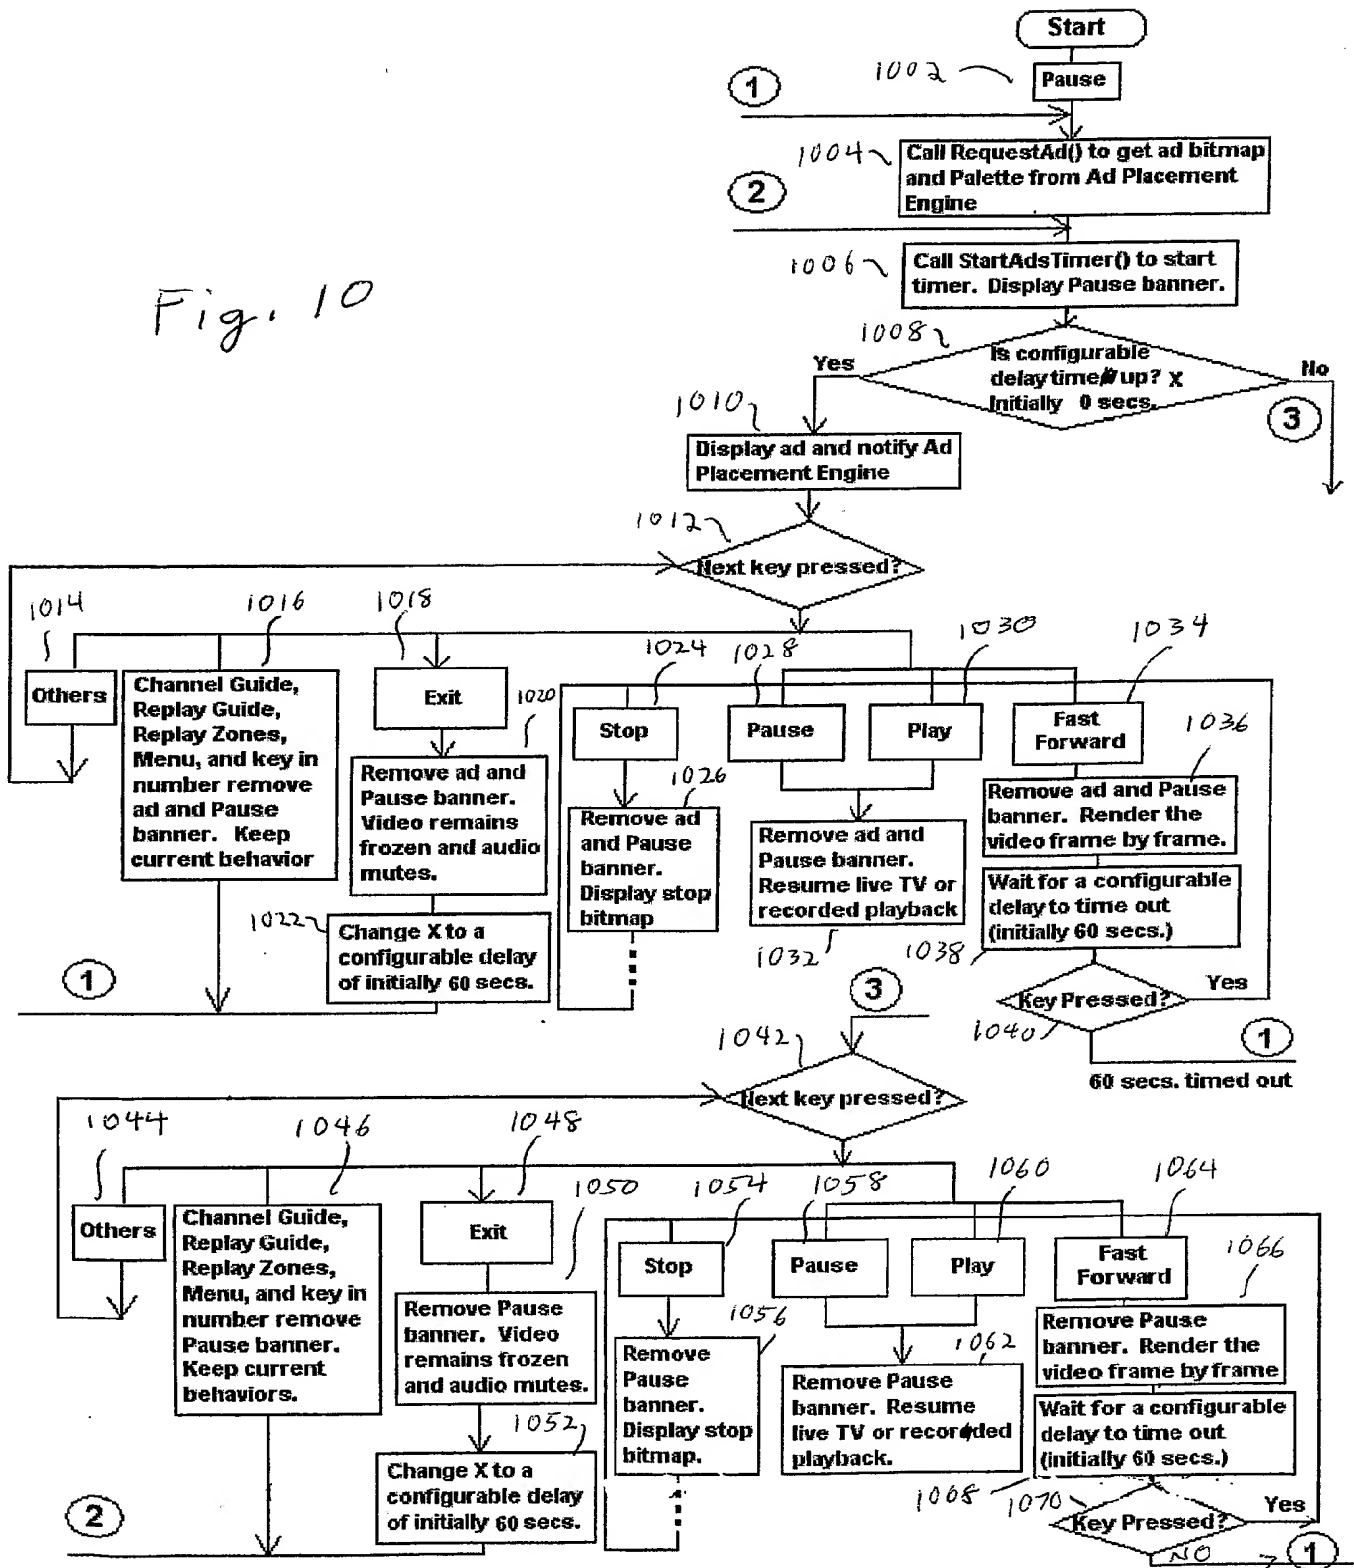 Start
1002
Pause
1
1004
Call RequestAd() to get ad bitmap
and Palette from Ad Placement
Engine
2
1006
Call StartAdsTimer() to start
timer. Display Pause banner.
Fig. 10
1008
Yes
Is configurable
delay time up? X
Initially 0 secs.
No
3
1010
Display ad and notify Ad
Placement Engine
1012
Next key pressed?
1014
1016
1018
1024
1028
1030
1034
Others
Channel Guide,
Replay Guide,
Replay Zones,
Menu, and key in
number remove
ad and Pause
banner. Keep
current behavior
Exit
1020
Remove ad and
Pause banner.
Video remains
frozen and audio
mutes.
1022
Change X to a
configurable delay
of initially 60 secs.
1
Stop
1026
Remove ad
and Pause
banner.
Display stop
bitmap
Pause
Play
Remove ad and
Pause banner.
Resume live TV or
recorded playback
1032
Fast
Forward
1036
Remove ad and Pause
banner. Render the
video frame by frame.
Wait for a configurable
delay to time out
(initially 60 secs.)
1038
Key Pressed?
Yes
1040
1
60 secs. timed out
3
1042
Next key pressed?
1044
1046
1048
1054
1058
1060
1064
Others
Channel Guide,
Replay Guide,
Replay Zones,
Menu, and key in
number remove
Pause banner.
Keep current
behaviors.
Exit
1050
Remove Pause
banner. Video
remains frozen
and audio mutes.
1052
Change X to a
configurable delay
of initially 60 secs.
2
Stop
1056
Remove
Pause
banner.
Display stop
bitmap.
Pause
Play
1062
Remove Pause
banner. Resume
live TV or recorded
playback.
Fast
Forward
1066
Remove Pause
banner. Render the
video frame by frame
Wait for a configurable
delay to time out
(initially 60 secs.)
1068
1070
Key Pressed?
Yes
NO
1